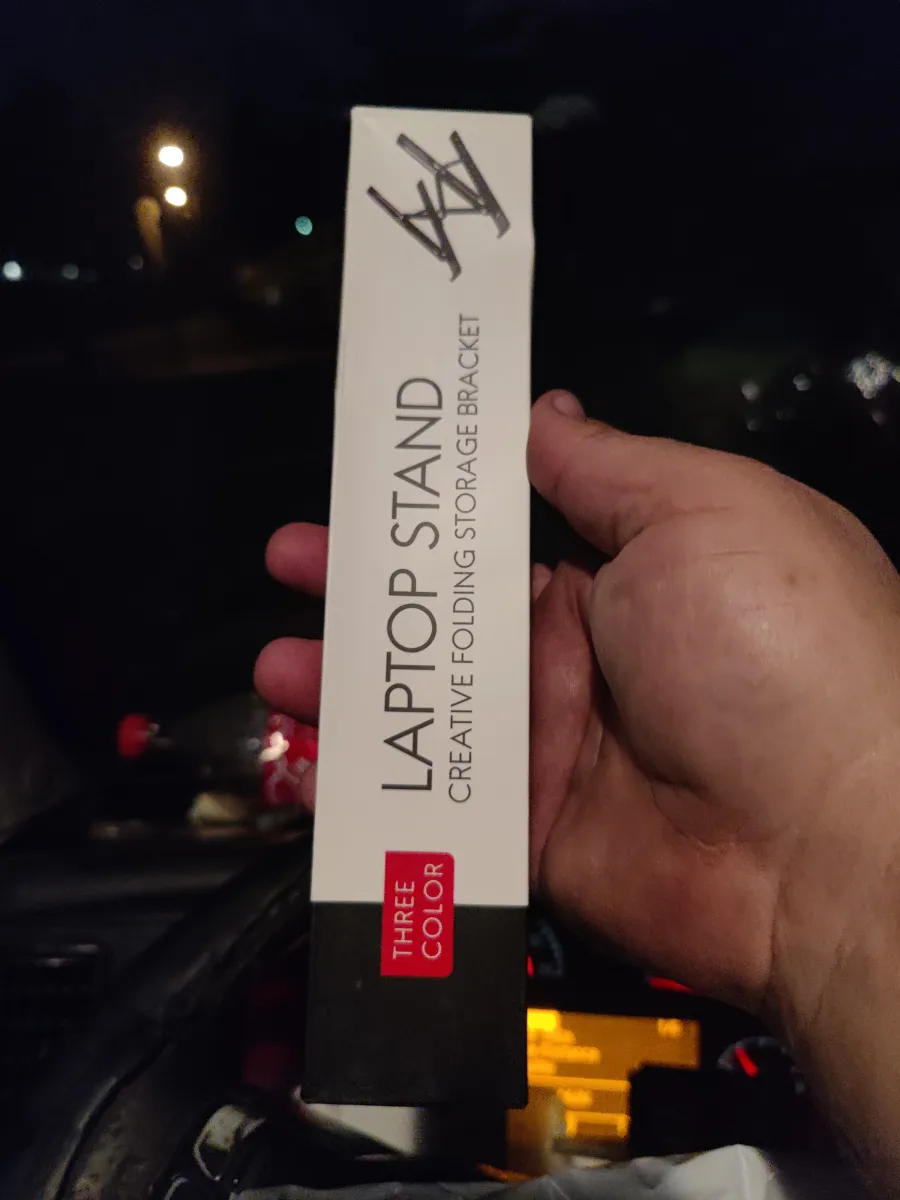 LAPTOP STAND
CREATIVE FOLDING STORAGE BRACKET
THREE
COLOR